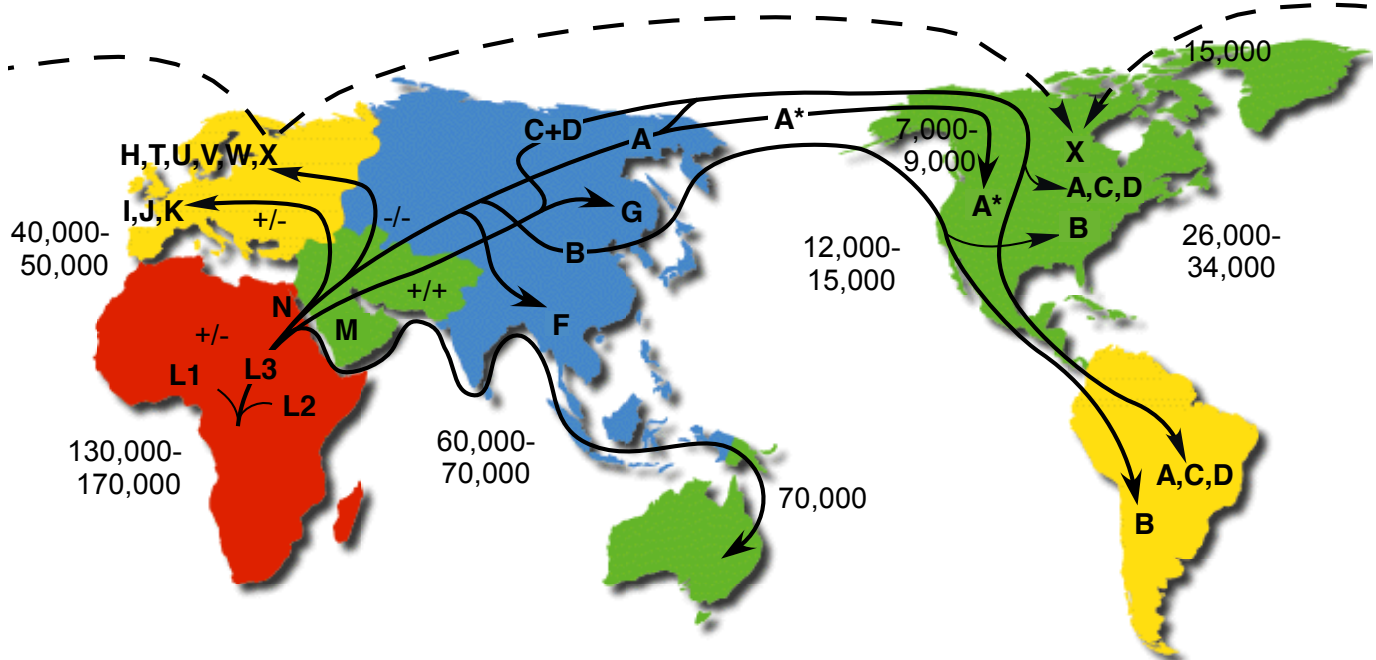 15,000
C+D
A
A*
7,000-
9,000
H,T,U,V,W,X
X
A,C,D
I,J,K
+/-
-/-
G
A*
B
40,000-
50,000
B
12,000-
15,000
26,000-
34,000
+/+
N
M
F
+/-
L3
L1
L2
130,000-
170,000
60,000-
70,000
70,000
A,C,D
B